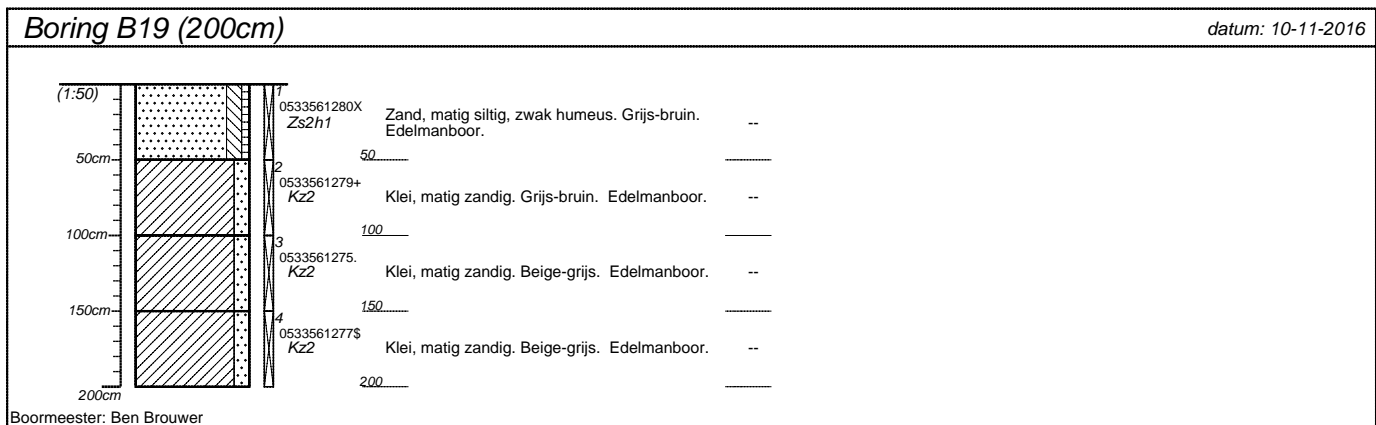 Boring B19 (200cm)
datum: 10-11-2016
(1:50)
1
0533561280X
Zs2h1
Zand, matig siltig, zwak humeus. Grijs-bruin.
Edelmanboor.
--
50cm
50
2
0533561279+
Kz2
Klei, matig zandig. Grijs-bruin. Edelmanboor.
--
100cm
100
3
0533561275.
Kz2
Klei, matig zandig. Beige-grijs. Edelmanboor.
--
150cm
150
4
0533561277$
Kz2
Klei, matig zandig. Beige-grijs. Edelmanboor.
--
200
200cm
Boormeester: Ben Brouwer